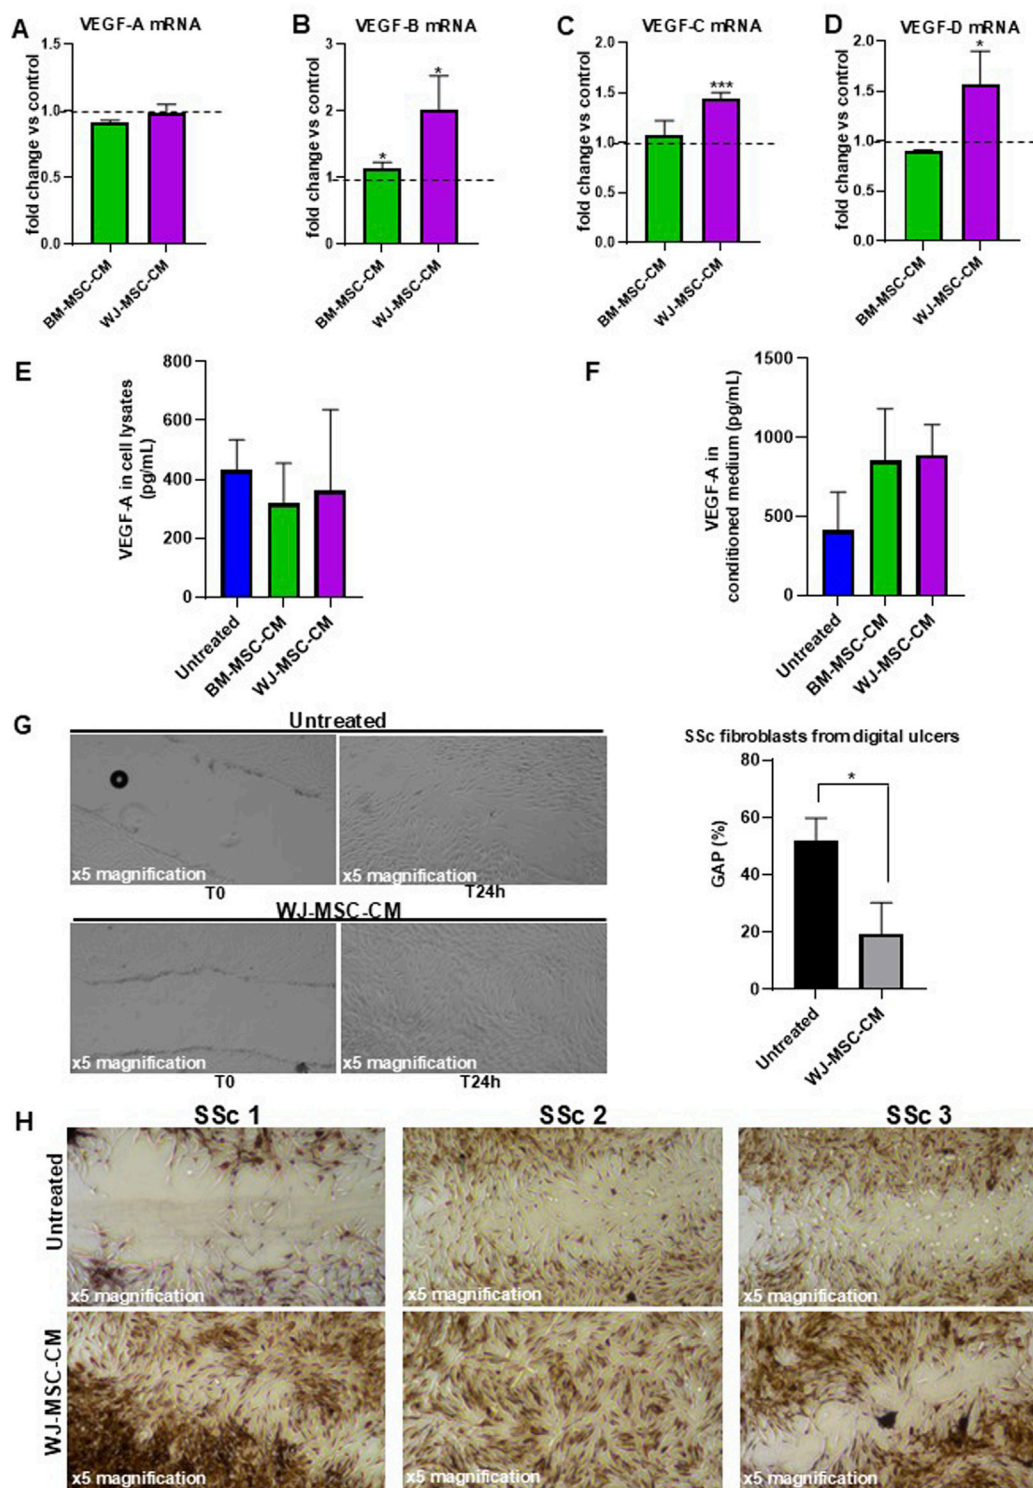 A
VEGF-A mRNA
fold change vs control
1.5
1.0
0.5
0.0
BM-MSC-CM
WJ-MSC-CM
B
VEGF-B mRNA
fold change vs control
3
2
1
0
*
*
BM-MSC-CM
WJ-MSC-CM
C
VEGF-C mRNA
fold change vs control
2.0
1.5
1.0
0.5
0.0
***
BM-MSC-CM
WJ-MSC-CM
D
VEGF-D mRNA
fold change vs control
2.0
1.5
1.0
0.5
0.0
*
BM-MSC-CM
WJ-MSC-CM
E
VEGF-A in cell lysates
(pg/mL)
800
600
400
200
0
Untreated
BM-MSC-CM
WJ-MSC-CM
F
VEGF-A in
conditioned medium (pg/mL)
1500
1000
500
0
Untreated
BM-MSC-CM
WJ-MSC-CM
G
Untreated
x5 magnification
x5 magnification
T0
T24h
WJ-MSC-CM
x5 magnification
x5 magnification
T0
T24h
SSc fibroblasts from digital ulcers
GAP (%)
80
60
40
20
0
*
Untreated
WJ-MSC-CM
H
SSc 1
SSc 2
SSc 3
Untreated
x5 magnification
x5 magnification
x5 magnification
WJ-MSC-CM
x5 magnification
x5 magnification
x5 magnification